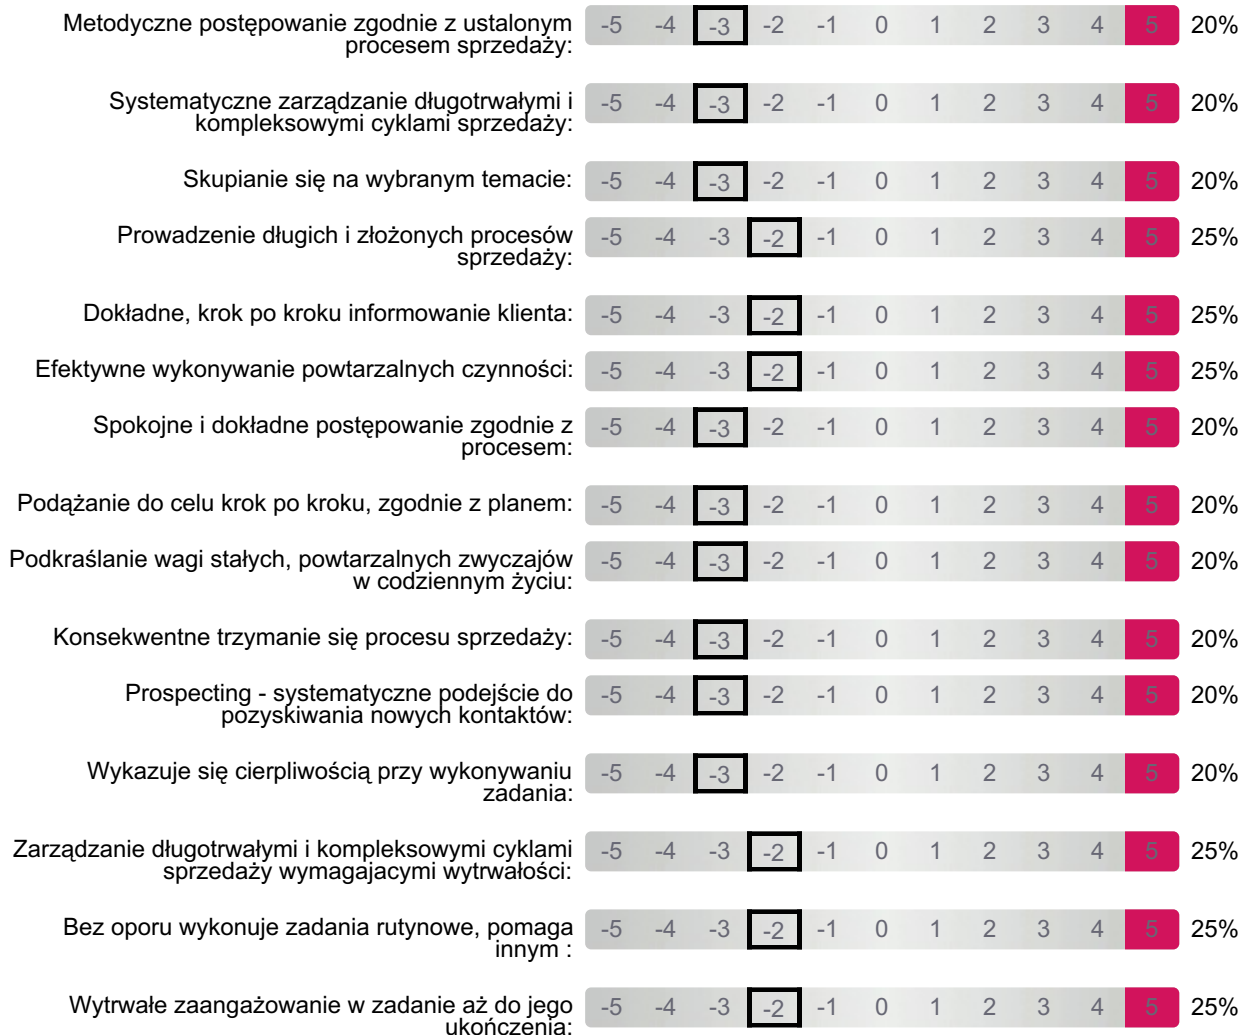 Metodyczne postępowanie zgodnie z ustalonym
procesem sprzedaży:
-5 -4 -3 -2 -1 0 1 2 3 4 5 20%
Systematyczne zarządzanie długotrwałymi i
kompleksowymi cyklami sprzedaży:
-5 -4 -3 -2 -1 0 1 2 3 4 5 20%
Skupianie się na wybranym temacie:
-5 -4 -3 -2 -1 0 1 2 3 4 5 20%
Prowadzenie długich i złożonych procesów
sprzedaży:
-5 -4 -3 -2 -1 0 1 2 3 4 5 25%
Dokładne, krok po kroku informowanie klienta:
-5 -4 -3 -2 -1 0 1 2 3 4 5 25%
Efektywne wykonywanie powtarzalnych czynności:
-5 -4 -3 -2 -1 0 1 2 3 4 5 25%
Spokojne i dokładne postępowanie zgodnie z
procesem:
-5 -4 -3 -2 -1 0 1 2 3 4 5 20%
Podążanie do celu krok po kroku, zgodnie z planem:
-5 -4 -3 -2 -1 0 1 2 3 4 5 20%
Podkraślanie wagi stałych, powtarzalnych zwyczajów
w codziennym życiu:
-5 -4 -3 -2 -1 0 1 2 3 4 5 20%
Konsekwentne trzymanie się procesu sprzedaży:
-5 -4 -3 -2 -1 0 1 2 3 4 5 20%
Prospecting - systematyczne podejście do
pozyskiwania nowych kontaktów:
-5 -4 -3 -2 -1 0 1 2 3 4 5 20%
Wykazuje się cierpliwością przy wykonywaniu
zadania:
-5 -4 -3 -2 -1 0 1 2 3 4 5 20%
Zarządzanie długotrwałymi i kompleksowymi cyklami
sprzedaży wymagajacymi wytrwałości:
-5 -4 -3 -2 -1 0 1 2 3 4 5 25%
Bez oporu wykonuje zadania rutynowe, pomaga
innym :
-5 -4 -3 -2 -1 0 1 2 3 4 5 25%
Wytrwałe zaangażowanie w zadanie aż do jego
ukończenia:
-5 -4 -3 -2 -1 0 1 2 3 4 5 25%